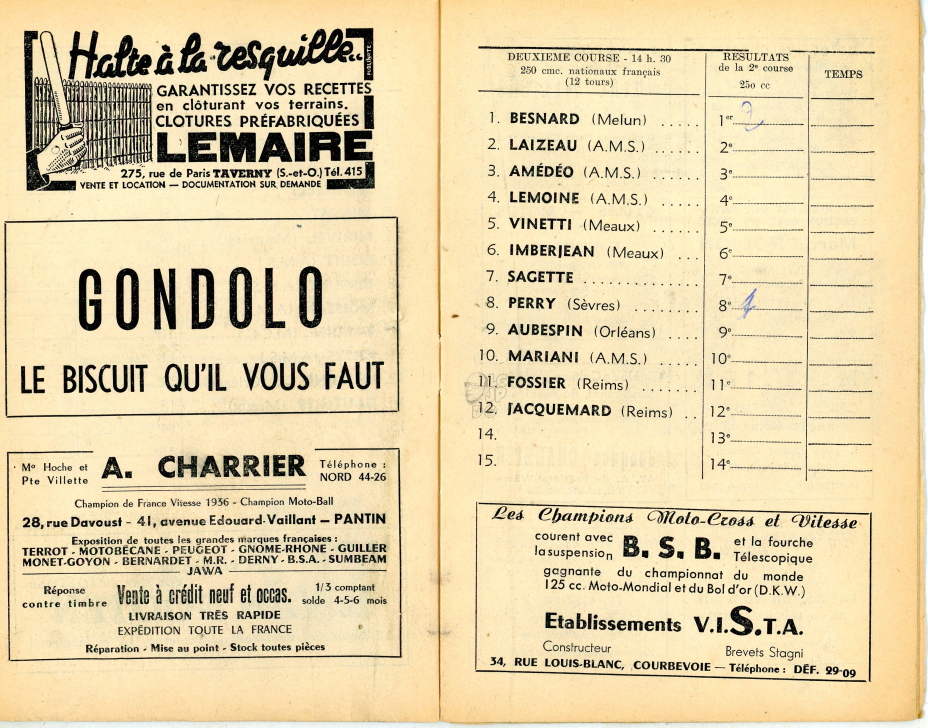 Halte à la resquille..
PUBLINOTE
GARANTISSEZ VOS RECETTES
en clôturant vos terrains.
CLOTURES PRÉFABRIQUÉES
LEMAIRE
275, rue de Paris TAVERNY (S.-et-O.) Tél. 415
VENTE ET LOCATION — DOCUMENTATION SUR DEMANDE
GONDOLO
LE BISCUIT QU'IL VOUS FAUT
Mº Hoche et
Pte Villette
A. CHARRIER
Téléphone :
NORD 44-26
Champion de France Vitesse 1936 - Champion Moto-Ball
28, rue Davoust - 41, avenue Edouard-Vaillant — PANTIN
Exposition de toutes les grandes marques françaises :
TERROT - MOTOBÉCANE - PEUGEOT - GNOME-RHONE - GUILLER
MONET-GOYON - BERNARDET - M.R. - DERNY - B.S.A. - SUMBEAM
JAWA
Réponse
contre timbre
Vente à crédit neuf et occas.
1/3 comptant
solde 4-5-6 mois
LIVRAISON TRÈS RAPIDE
EXPÉDITION TOUTE LA FRANCE
Réparation - Mise au point - Stock toutes pièces
DEUXIEME COURSE - 14 h. 30
250 cmc. nationaux français
(12 tours)
RESULTATS
de la 2e course
250 cc
TEMPS
1. BESNARD (Melun) ..... 1er 2
2. LAIZEAU (A.M.S.) ..... 2e
3. AMÉDÉO (A.M.S.) ..... 3e
4. LEMOINE (A.M.S.) ..... 4e
5. VINETTI (Meaux) ...... 5e
6. IMBERJEAN (Meaux) .... 6e
7. SAGETTE ............. 7e
8. PERRY (Sèvres) ........ 8e 1
9. AUBESPIN (Orléans) .... 9e
10. MARIANI (A.M.S.) ..... 10e
11. FOSSIER (Reims) ....... 11e
12. JACQUEMARD (Reims) .. 12e
14. 13e
15. 14e
Les Champions Moto-Cross et Vitesse
courent avec
la suspension
B. S. B.
et la fourche
Télescopique
gagnante du championnat du monde
125 cc. Moto-Mondial et du Bol d'or (D.K.W.)
Etablissements V.I.S.T.A.
Constructeur Brevets Stagni
34, RUE LOUIS-BLANC, COURBEVOIE — Téléphone : DÉF. 29-09